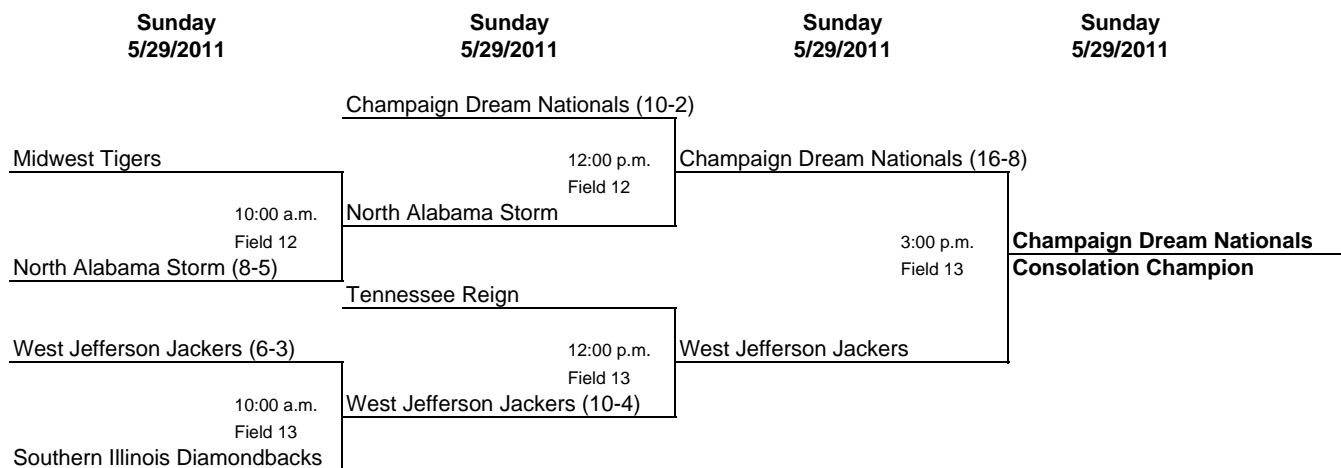 Sunday
5/29/2011
Sunday
5/29/2011
Sunday
5/29/2011
Sunday
5/29/2011
Champaign Dream Nationals (10-2)
Midwest Tigers
12:00 p.m.
Field 12
Champaign Dream Nationals (16-8)
10:00 a.m.
Field 12
North Alabama Storm
3:00 p.m.
Field 13
Champaign Dream Nationals
Consolation Champion
North Alabama Storm (8-5)
Tennessee Reign
West Jefferson Jackers (6-3)
12:00 p.m.
Field 13
West Jefferson Jackers
10:00 a.m.
Field 13
West Jefferson Jackers (10-4)
Southern Illinois Diamondbacks